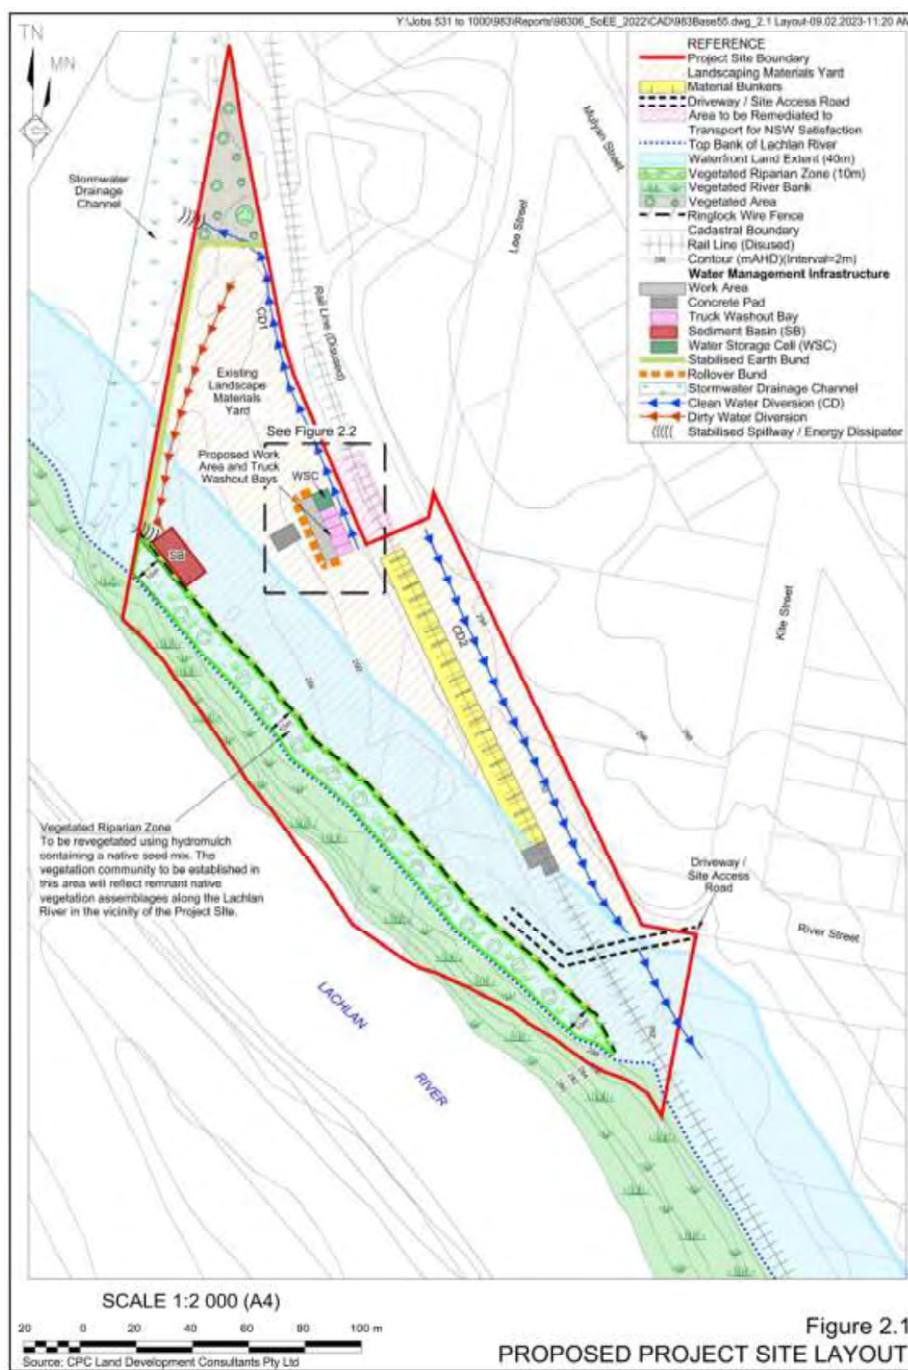 Y:\Jobs 531 to 1000\983\Reports\98306_SoEE_2022\CAD\983Base55.dwg_2.1 Layout-09.02.2023-11:20 AM
TN
MN
REFERENCE
Project Site Boundary
Landscaping Materials Yard
Material Bunkers
Driveway / Site Access Road
Area to be Remediated to
Transport for NSW Satisfaction
Top Bank of Lachlan River
Waterfront Land Extent (40m)
Vegetated Riparian Zone (10m)
Vegetated River Bank
Vegetated Area
Ringlock Wire Fence
Cadastral Boundary
Rail Line (Disused)
Contour (mAHD)(Interval=2m)
Water Management Infrastructure
Work Area
Concrete Pad
Truck Washout Bay
Sediment Basin (SB)
Water Storage Cell (WSC)
Stabilised Earth Bund
Rollover Bund
Stormwater Drainage Channel
Clean Water Diversion (CD)
Dirty Water Diversion
Stabilised Spillway / Energy Dissipater
Mulyan Street
Lee Street
Stormwater
Drainage
Channel
Rail Line (Disused)
CD1
Existing
Landscape
Materials
Yard
See Figure 2.2
Proposed Work
Area and Truck
Washout Bays
WSC
SB
CD2
Kite Street
Vegetated Riparian Zone
To be revegetated using hydromulch
containing a native seed mix. The
vegetation community to be established in
this area will reflect remnant native
vegetation assemblages along the Lachlan
River in the vicinity of the Project Site.
Driveway /
Site Access
Road
River Street
LACHLAN
RIVER
SCALE 1:2 000 (A4)
20 0 20 40 60 80 100 m
Source: CPC Land Development Consultants Pty Ltd
Figure 2.1
PROPOSED PROJECT SITE LAYOUT